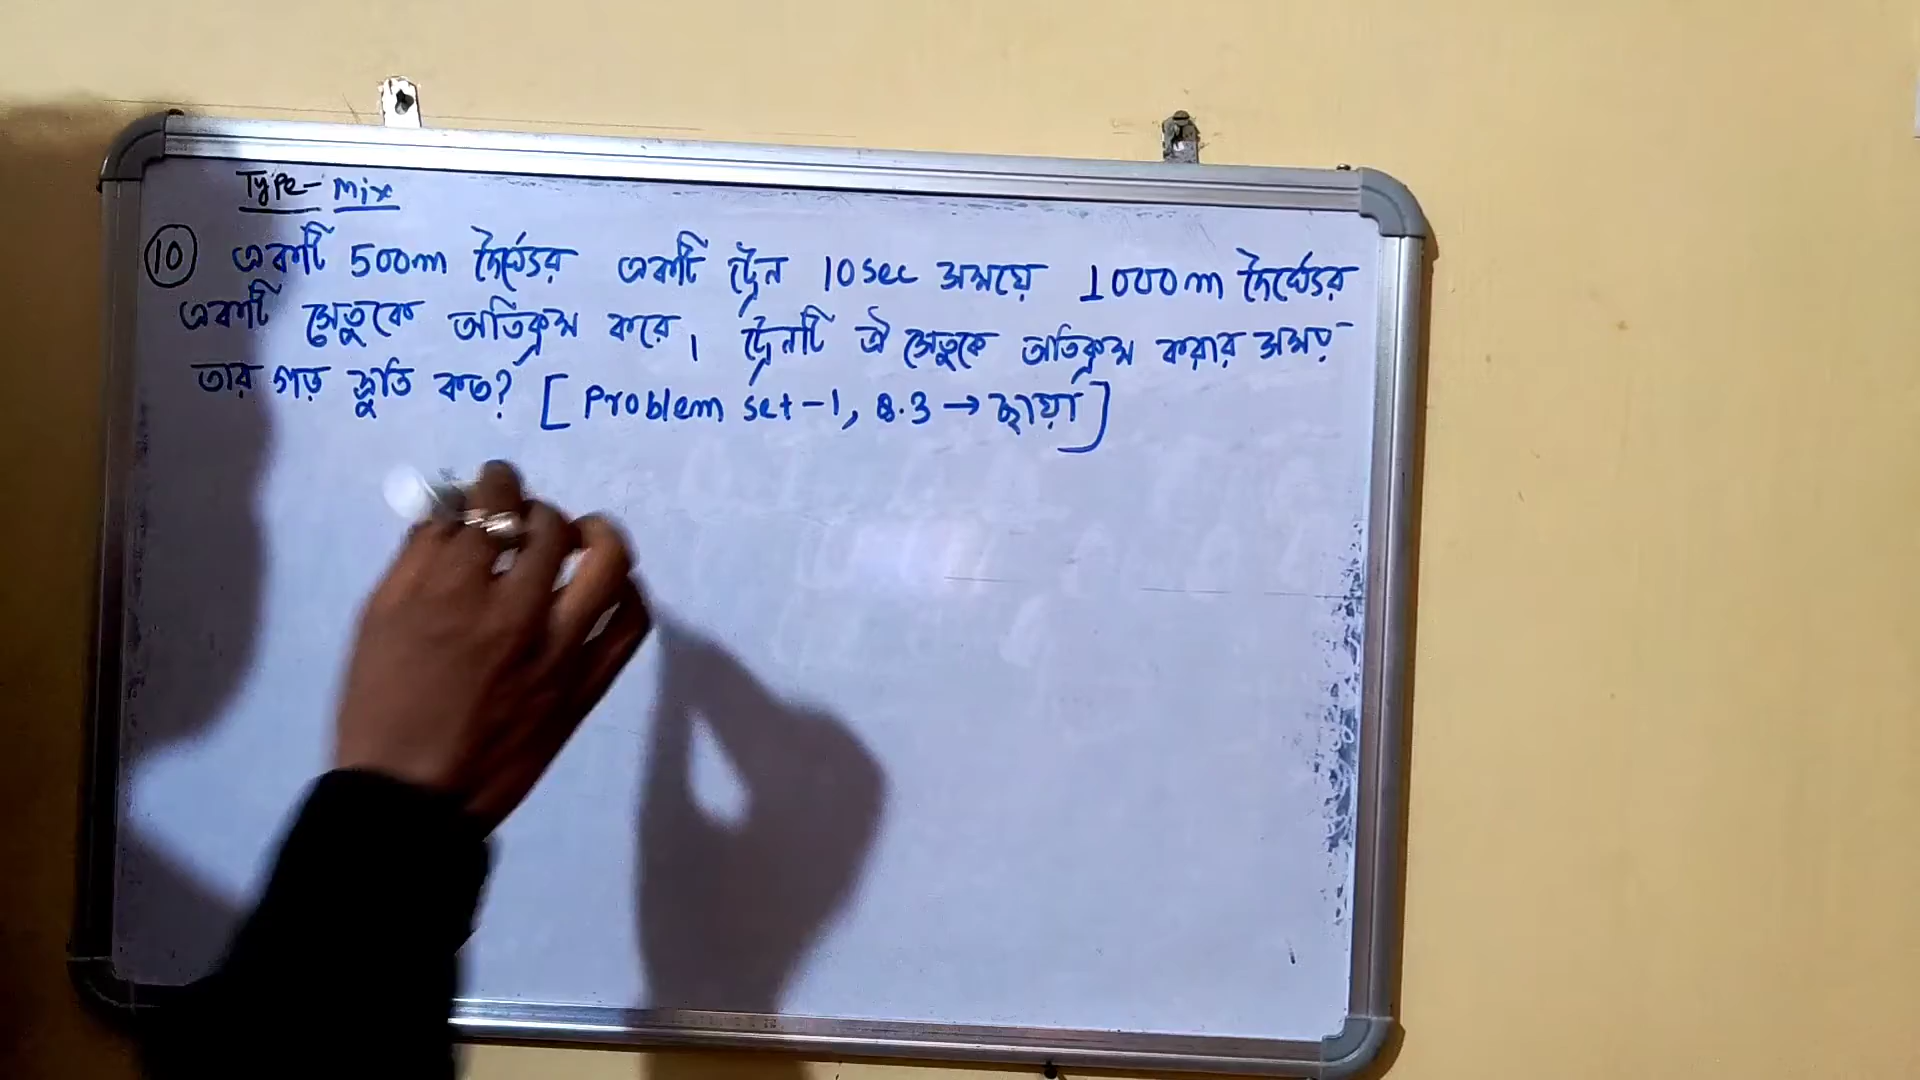 Type- Mix
(10) একটি 500m দৈর্ঘ্যের একটি ট্রেন 10sec সময়ে 1000m দৈর্ঘ্যের
একটি সেতুকে অতিক্রম করে। ট্রেনটি ঐ সেতুকে অতিক্রম করার সময়
তার গড় দ্রুতি কত? [Problem set-1, 8.3 → ছায়া]